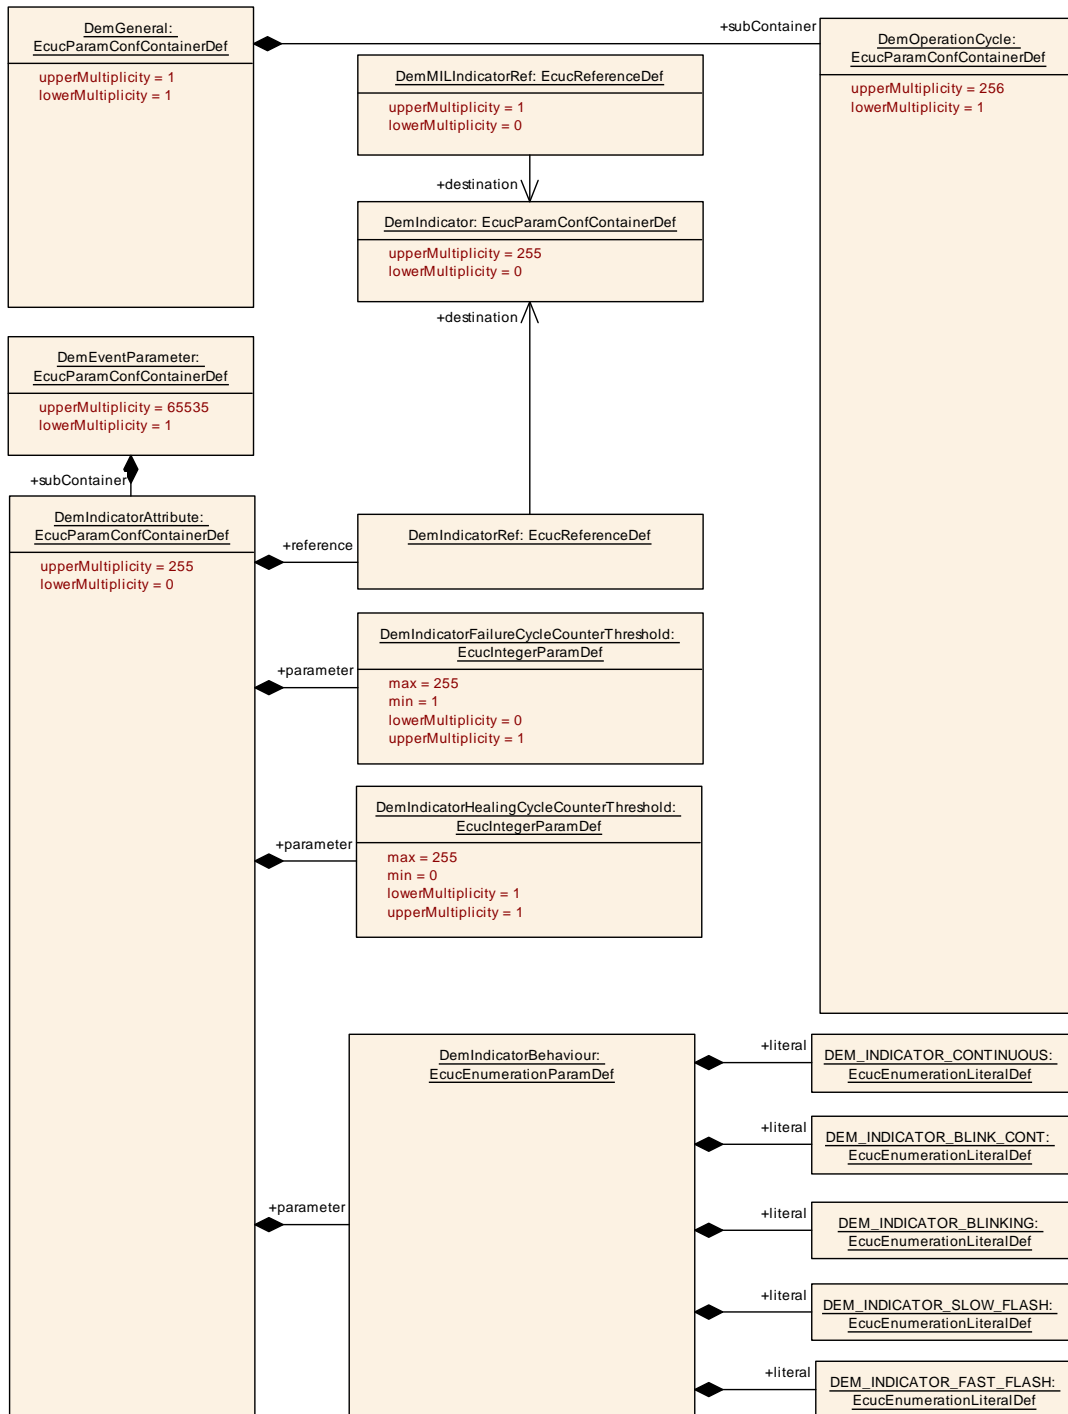 DemGeneral:
EcucParamConfContainerDef
upperMultiplicity = 1
lowerMultiplicity = 1
+subContainer
DemOperationCycle:
EcucParamConfContainerDef
upperMultiplicity = 256
lowerMultiplicity = 1
DemMILIndicatorRef: EcucReferenceDef
upperMultiplicity = 1
lowerMultiplicity = 0
+destination
DemIndicator: EcucParamConfContainerDef
upperMultiplicity = 255
lowerMultiplicity = 0
+destination
DemEventParameter:
EcucParamConfContainerDef
upperMultiplicity = 65535
lowerMultiplicity = 1
+subContainer
DemIndicatorAttribute:
EcucParamConfContainerDef
upperMultiplicity = 255
lowerMultiplicity = 0
+reference
DemIndicatorRef: EcucReferenceDef
+parameter
DemIndicatorFailureCycleCounterThreshold:
EcucIntegerParamDef
max = 255
min = 1
lowerMultiplicity = 0
upperMultiplicity = 1
+parameter
DemIndicatorHealingCycleCounterThreshold:
EcucIntegerParamDef
max = 255
min = 0
lowerMultiplicity = 1
upperMultiplicity = 1
+parameter
DemIndicatorBehaviour:
EcucEnumerationParamDef
+literal
DEM_INDICATOR_CONTINUOUS:
EcucEnumerationLiteralDef
+literal
DEM_INDICATOR_BLINK_CONT:
EcucEnumerationLiteralDef
+literal
DEM_INDICATOR_BLINKING:
EcucEnumerationLiteralDef
+literal
DEM_INDICATOR_SLOW_FLASH:
EcucEnumerationLiteralDef
+literal
DEM_INDICATOR_FAST_FLASH:
EcucEnumerationLiteralDef